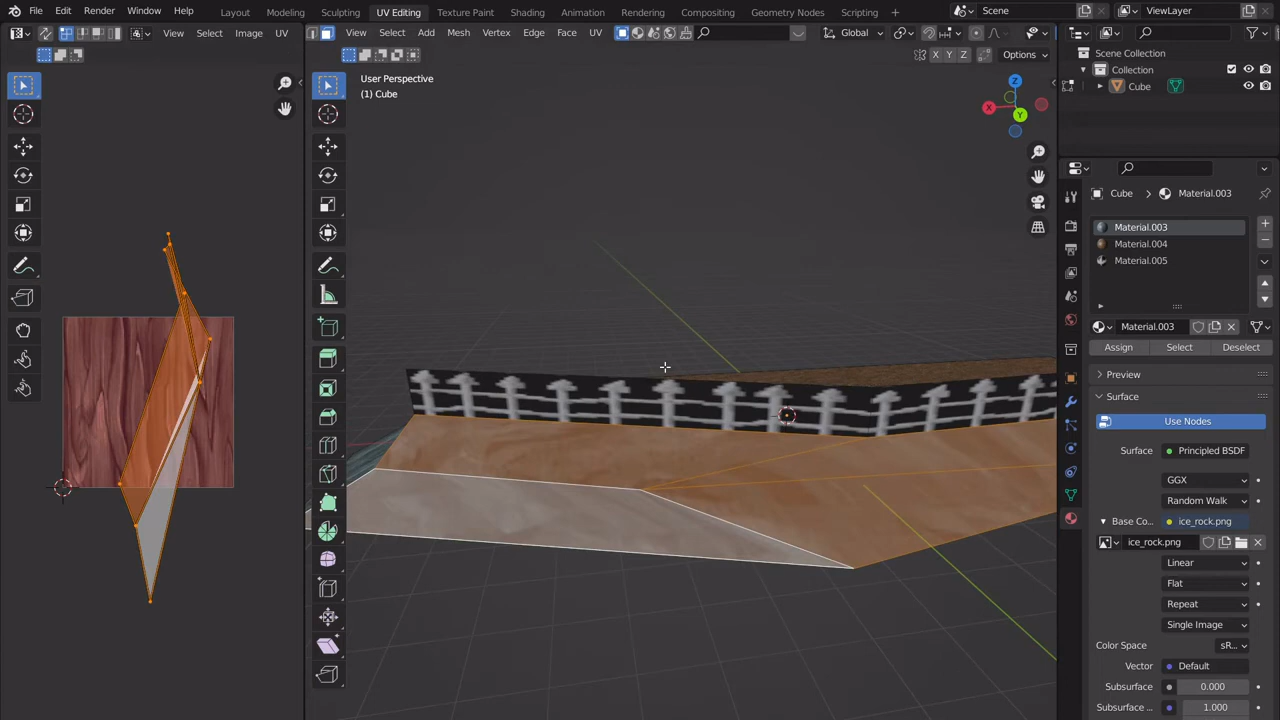 File Edit Render Window Help Layout Modeling Sculpting UV Editing Texture Paint Shading Animation Rendering Compositing Geometry Nodes Scripting Scene ViewLayer
View Select Image UV
View Select Add Mesh Vertex Edge Face UV Global
X Y Z Options
User Perspective
(1) Cube
Z
X
Y
Scene Collection
Collection
Cube
Cube Material.003
Material.003
Material.004
Material.005
Material.003
Assign Select Deselect
Preview
Surface
Use Nodes
Surface Principled BSDF
GGX
Random Walk
Base Co... ice_rock.png
ice_rock.png
Linear
Flat
Repeat
Single Image
Color Space sR...
Vector Default
Subsurface 0.000
Subsurface 1.000